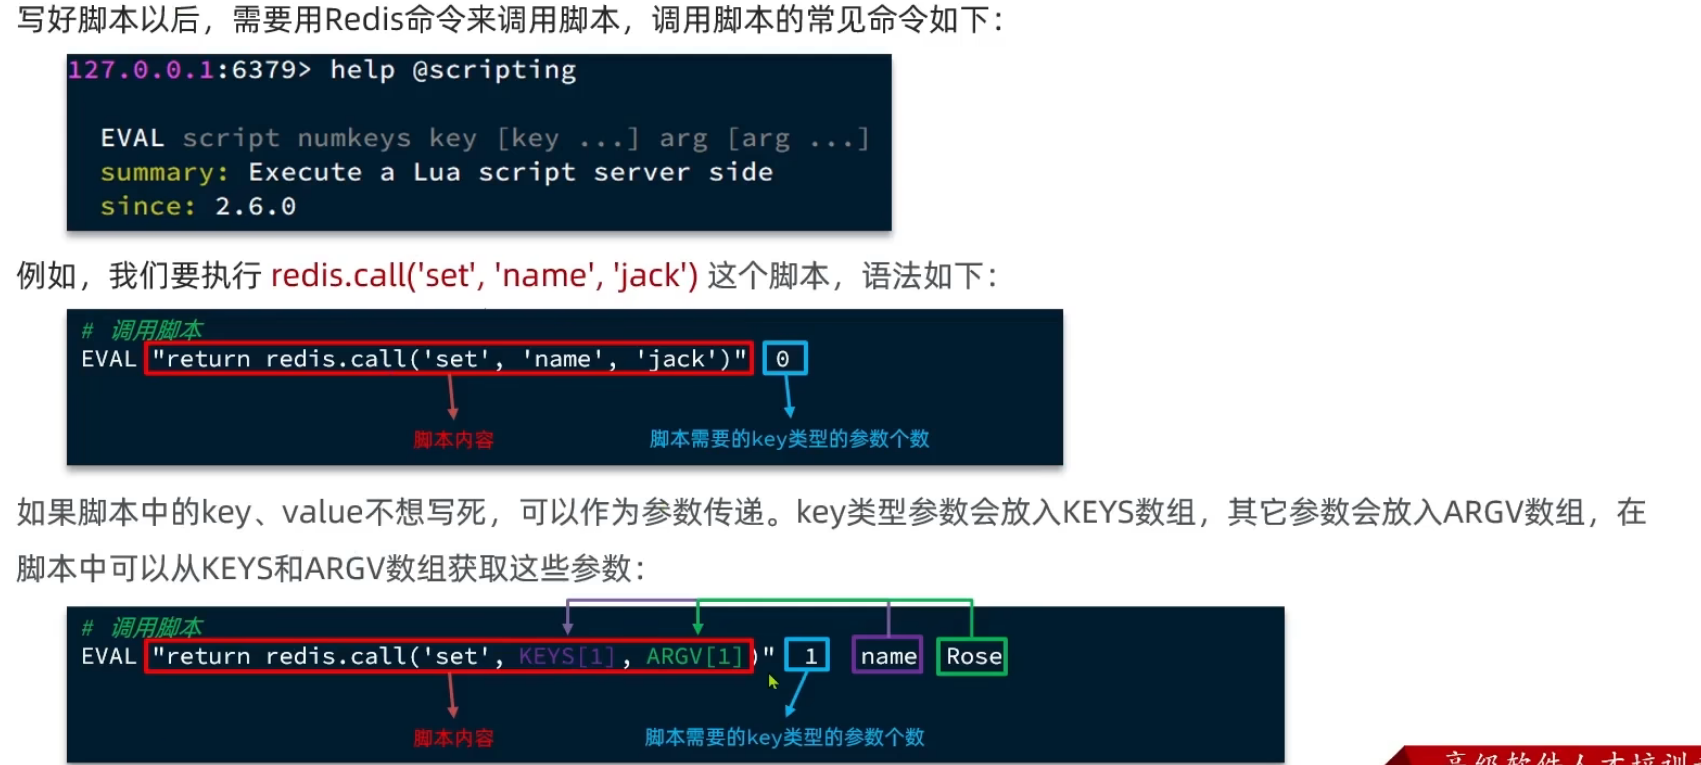 写好脚本以后，需要用Redis命令来调用脚本，调用脚本的常见命令如下：
127.0.0.1:6379> help @scripting
EVAL script numkeys key [key ...] arg [arg ...]
summary: Execute a Lua script server side
since: 2.6.0
例如，我们要执行 redis.call('set', 'name', 'jack') 这个脚本，语法如下：
# 调用脚本
EVAL "return redis.call('set', 'name', 'jack')" 0
脚本内容 脚本需要的key类型的参数个数
如果脚本中的key、value不想写死，可以作为参数传递。key类型参数会放入KEYS数组，其它参数会放入ARGV数组，在
脚本中可以从KEYS和ARGV数组获取这些参数：
# 调用脚本
EVAL "return redis.call('set', KEYS[1], ARGV[1])" 1 name Rose
脚本内容 脚本需要的key类型的参数个数
高级软件人才培训